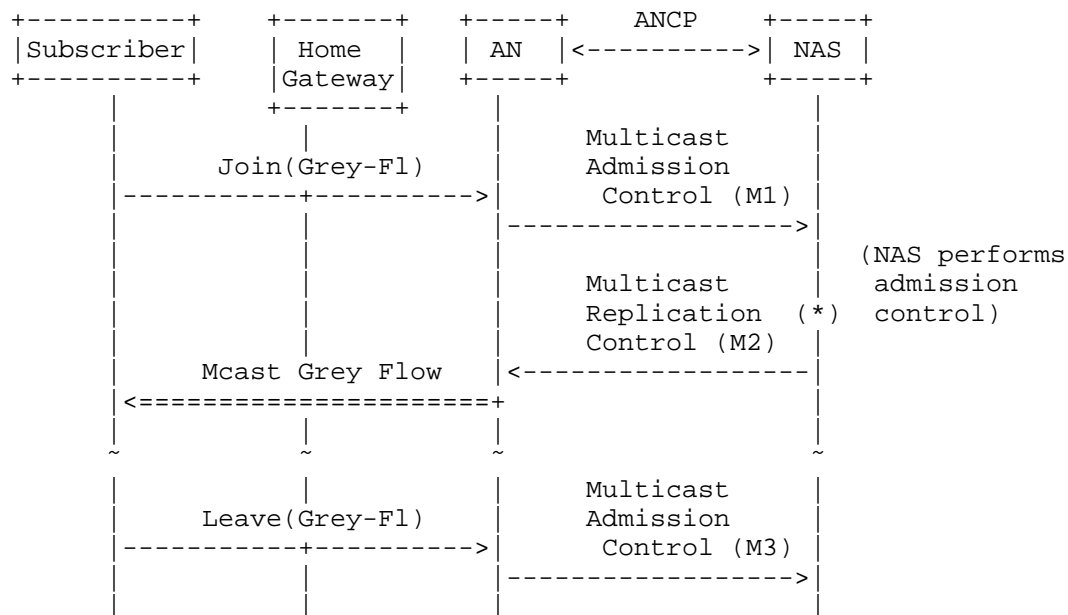 ANCP
Subscriber Home AN NAS
Gateway
Multicast
Join(Grey-Fl) Admission
Control (M1)
(NAS performs
Multicast admission
Replication (*) control)
Control (M2)
Mcast Grey Flow
Multicast
Leave(Grey-Fl) Admission
Control (M3)